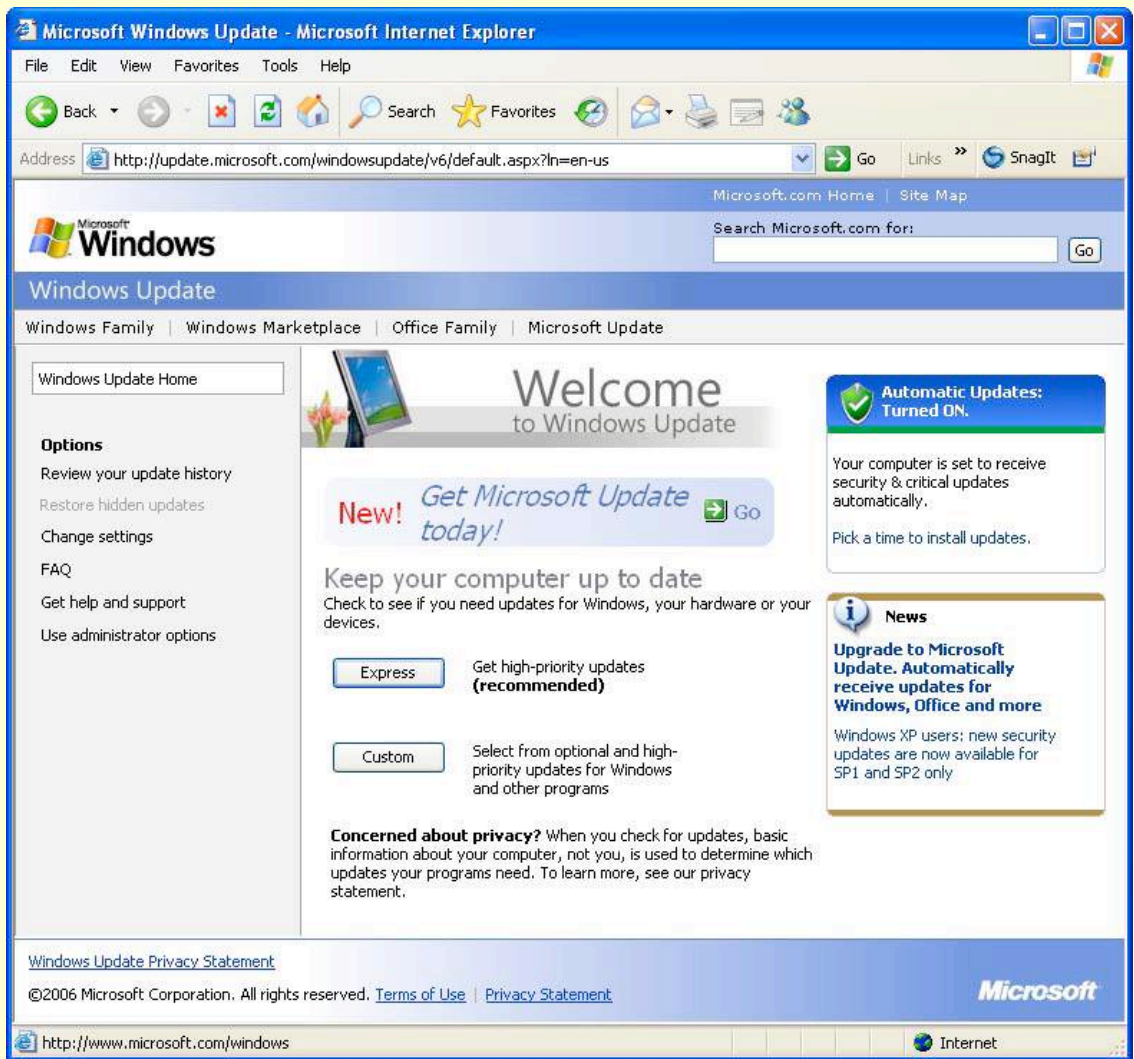 Microsoft Windows Update - Microsoft Internet Explorer
File Edit View Favorites Tools Help
Back Search Favorites
Address http://update.microsoft.com/windowsupdate/v6/default.aspx?ln=en-us Go Links » SnagIt
Microsoft.com Home | Site Map
Microsoft
Windows
Search Microsoft.com for:
Go
Windows Update
Windows Family | Windows Marketplace | Office Family | Microsoft Update
Windows Update Home
Options
Review your update history
Restore hidden updates
Change settings
FAQ
Get help and support
Use administrator options
Welcome
to Windows Update
New! Get Microsoft Update
today!
Go
Keep your computer up to date
Check to see if you need updates for Windows, your hardware or your
devices.
Express
Get high-priority updates
(recommended)
Custom
Select from optional and high-
priority updates for Windows
and other programs
Concerned about privacy? When you check for updates, basic
information about your computer, not you, is used to determine which
updates your programs need. To learn more, see our privacy
statement.
Automatic Updates:
Turned ON.
Your computer is set to receive
security & critical updates
automatically.
Pick a time to install updates.
News
Upgrade to Microsoft
Update. Automatically
receive updates for
Windows, Office and more
Windows XP users: new security
updates are now available for
SP1 and SP2 only
Windows Update Privacy Statement
©2006 Microsoft Corporation. All rights reserved. Terms of Use | Privacy Statement
Microsoft
http://www.microsoft.com/windows Internet